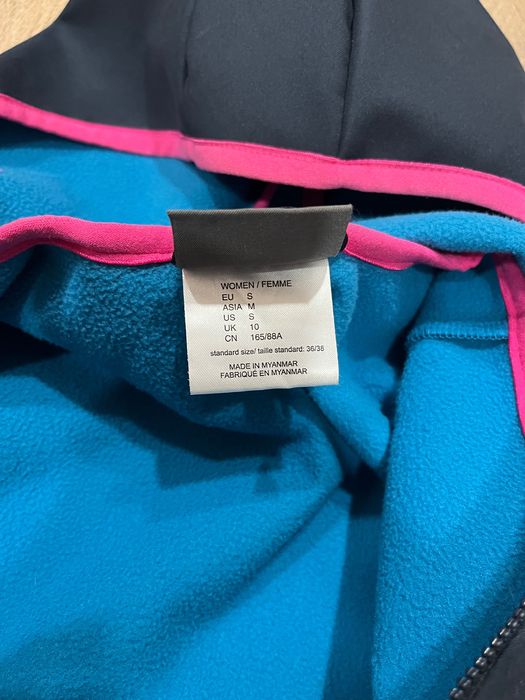 WOMEN / FEMME
EU S
ASIA M
US S
UK 10
CN 165/88A
standard size/ taille standard: 36/38
MADE IN MYANMAR
FABRIQUÉ EN MYANMAR